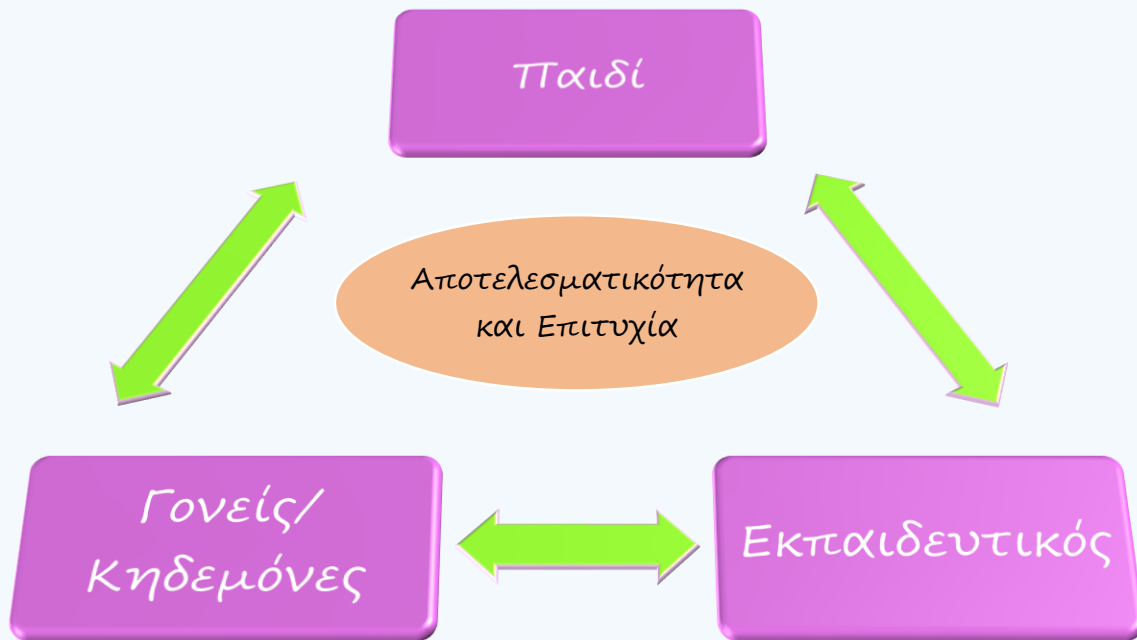 Παιδί
Αποτελεσματικότητα
και Επιτυχία
Γονείς/
Κηδεμόνες
Εκπαιδευτικός